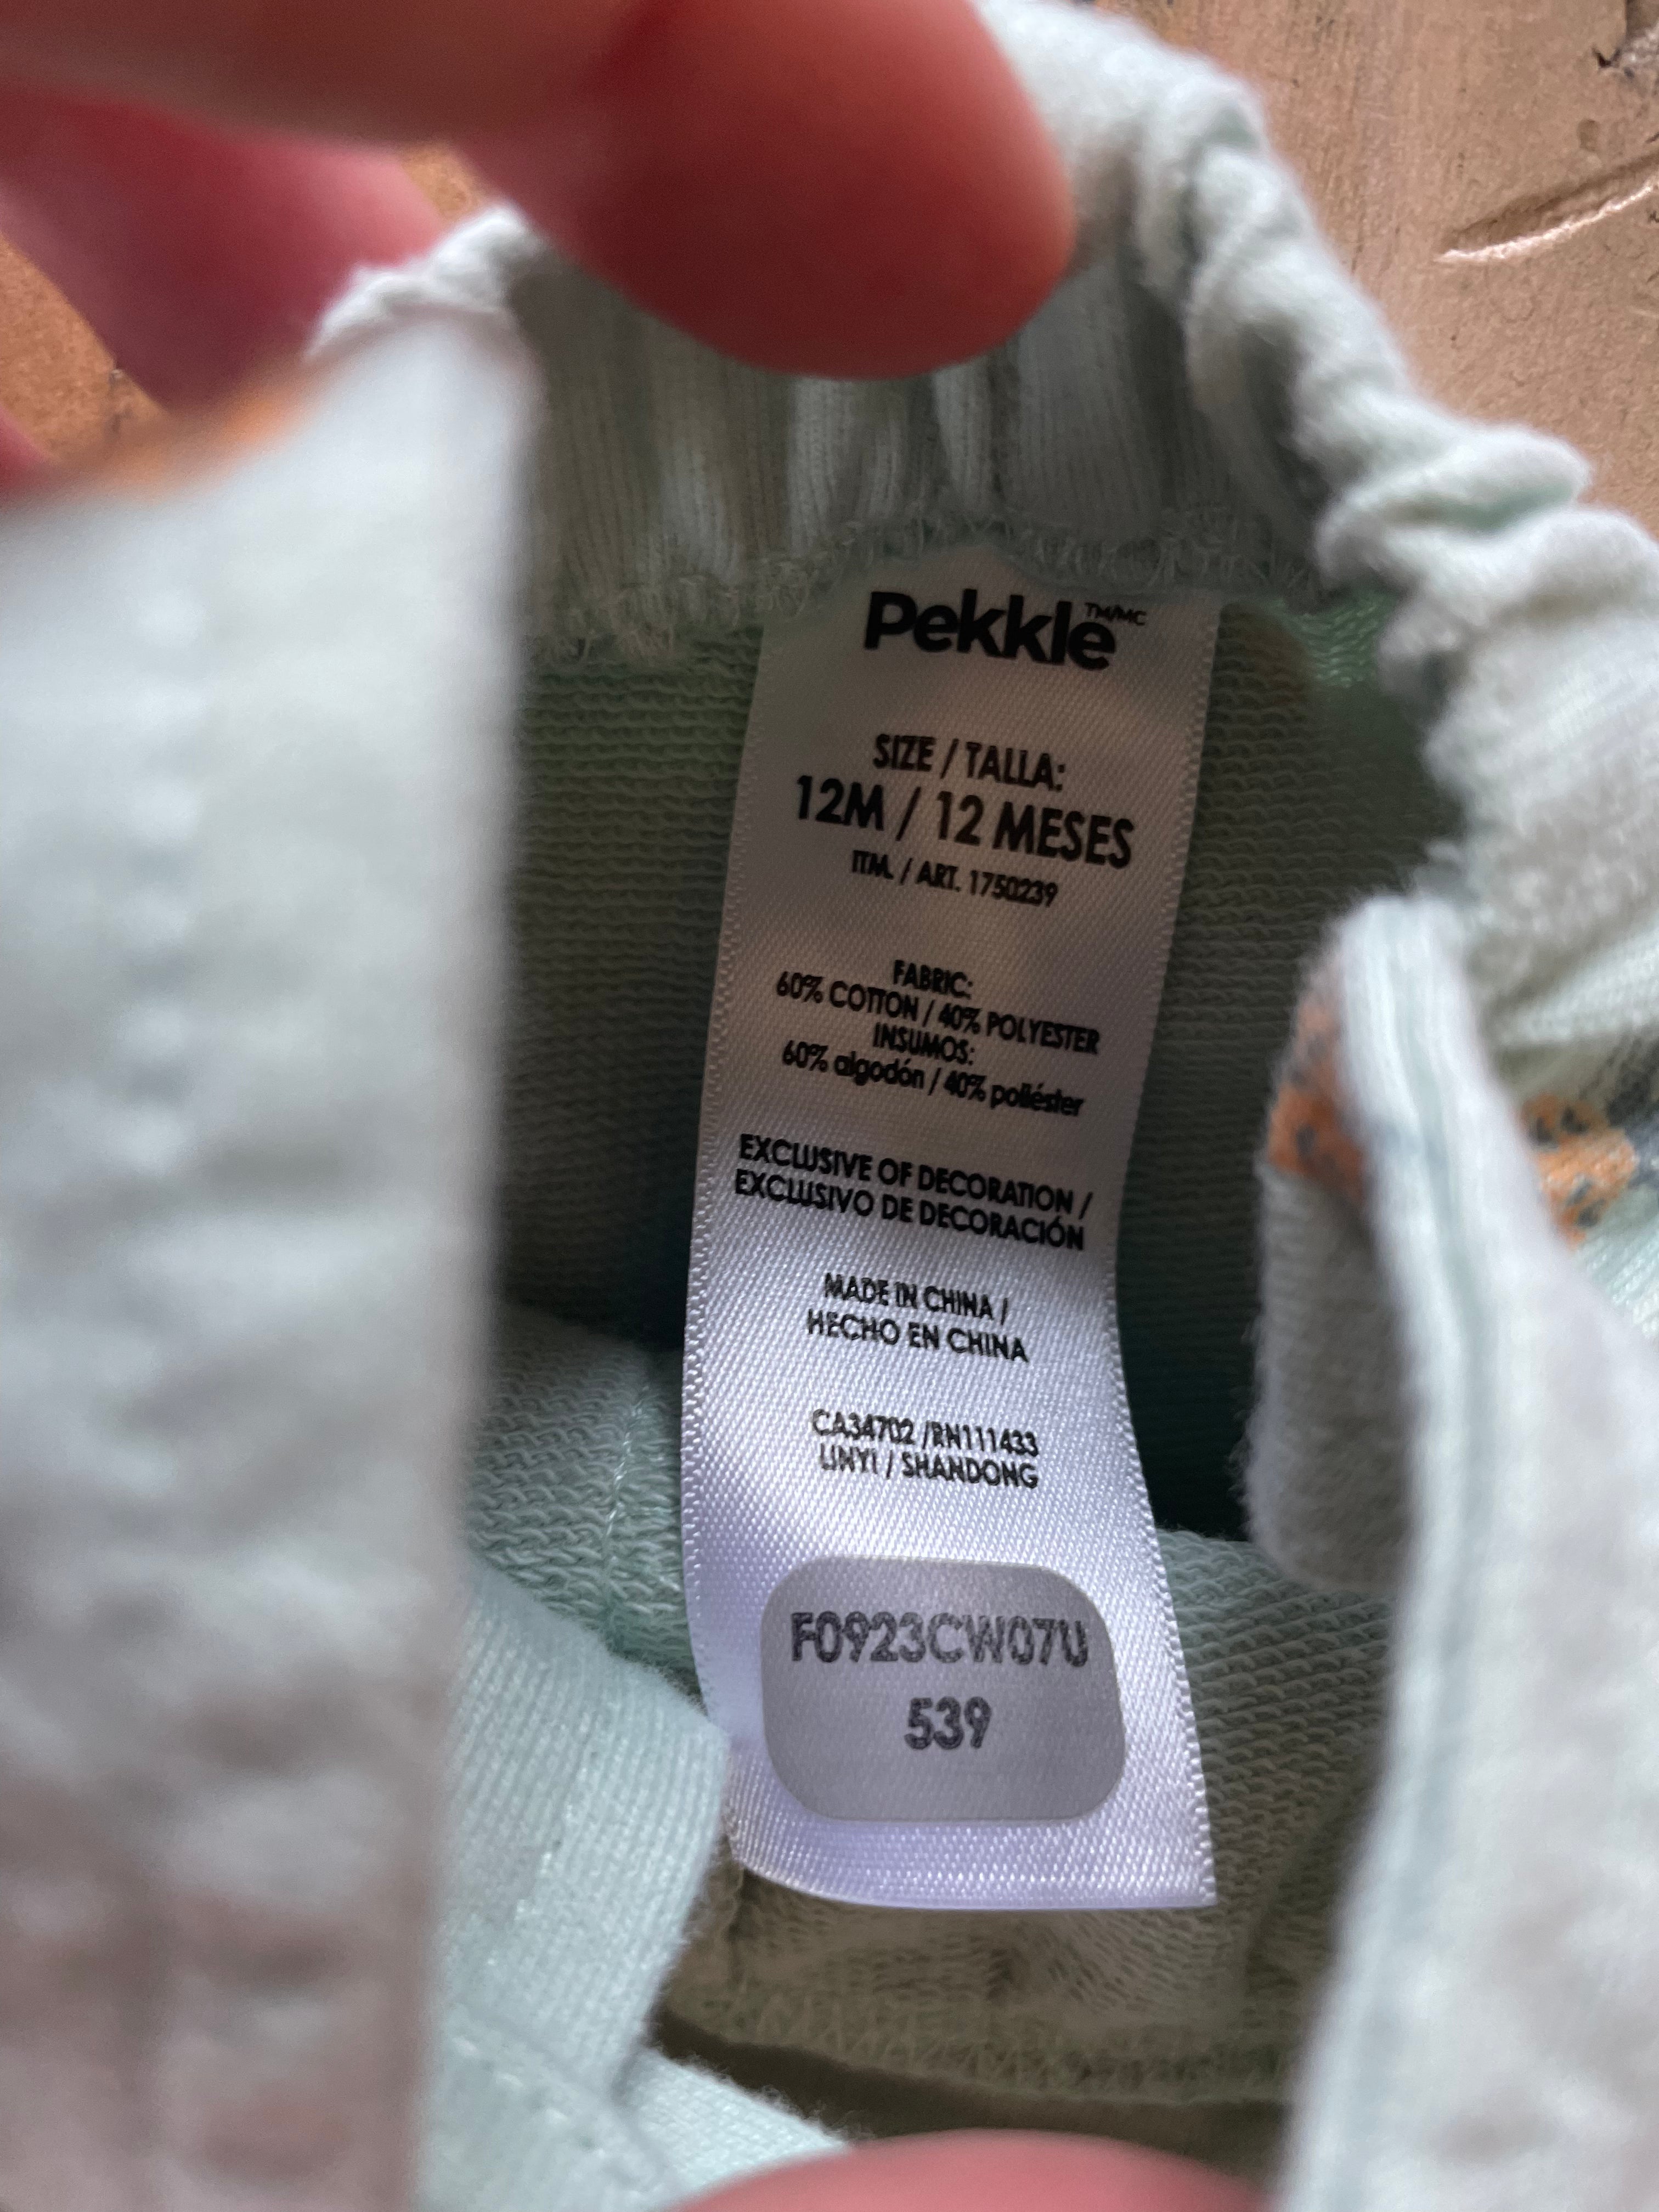 Pekkle TM/MC
SIZE / TALLA:
12M / 12 MESES
ITM. / ART. 1750239
FABRIC:
60% COTTON / 40% POLYESTER
INSUMOS:
60% algodón / 40% poliéster
EXCLUSIVE OF DECORATION /
EXCLUSIVO DE DECORACIÓN
MADE IN CHINA /
HECHO EN CHINA
CA34702 /RN111433
LINYI / SHANDONG
F0923CW07U
539